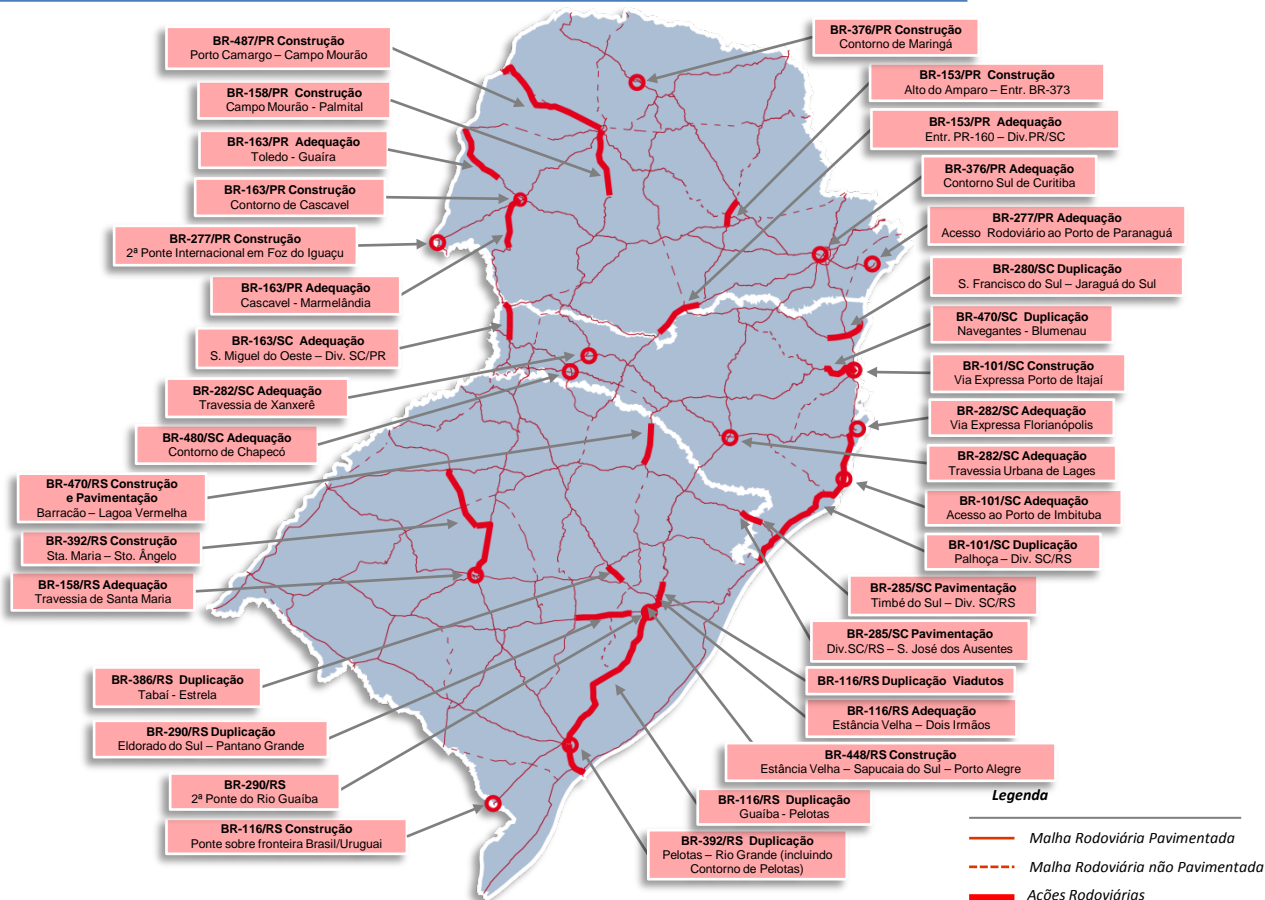 BR-487/PR Construção
Porto Camargo – Campo Mourão
BR-158/PR Construção
Campo Mourão - Palmital
BR-163/PR Adequação
Toledo - Guaíra
BR-163/PR Construção
Contorno de Cascavel
BR-277/PR Construção
2ª Ponte Internacional em Foz do Iguaçu
BR-163/PR Adequação
Cascavel - Marmelândia
BR-163/SC Adequação
S. Miguel do Oeste – Div. SC/PR
BR-282/SC Adequação
Travessia de Xanxerê
BR-480/SC Adequação
Contorno de Chapecó
BR-470/RS Construção
e Pavimentação
Barracão – Lagoa Vermelha
BR-392/RS Construção
Sta. Maria – Sto. Ângelo
BR-158/RS Adequação
Travessia de Santa Maria
BR-386/RS Duplicação
Tabaí - Estrela
BR-290/RS Duplicação
Eldorado do Sul – Pantano Grande
BR-290/RS
2ª Ponte do Rio Guaíba
BR-116/RS Construção
Ponte sobre fronteira Brasil/Uruguai
BR-376/PR Construção
Contorno de Maringá
BR-153/PR Construção
Alto do Amparo – Entr. BR-373
BR-153/PR Adequação
Entr. PR-160 – Div.PR/SC
BR-376/PR Adequação
Contorno Sul de Curitiba
BR-277/PR Adequação
Acesso Rodoviário ao Porto de Paranaguá
BR-280/SC Duplicação
S. Francisco do Sul – Jaraguá do Sul
BR-470/SC Duplicação
Navegantes - Blumenau
BR-101/SC Construção
Via Expressa Porto de Itajaí
BR-282/SC Adequação
Via Expressa Florianópolis
BR-282/SC Adequação
Travessia Urbana de Lages
BR-101/SC Adequação
Acesso ao Porto de Imbituba
BR-101/SC Duplicação
Palhoça – Div. SC/RS
BR-285/SC Pavimentação
Timbé do Sul – Div. SC/RS
BR-285/SC Pavimentação
Div.SC/RS – S. José dos Ausentes
BR-116/RS Duplicação Viadutos
BR-116/RS Adequação
Estância Velha – Dois Irmãos
BR-448/RS Construção
Estância Velha – Sapucaia do Sul – Porto Alegre
BR-116/RS Duplicação
Guaíba - Pelotas
BR-392/RS Duplicação
Pelotas – Rio Grande (incluindo
Contorno de Pelotas)
Legenda
Malha Rodoviária Pavimentada
Malha Rodoviária não Pavimentada
Ações Rodoviárias